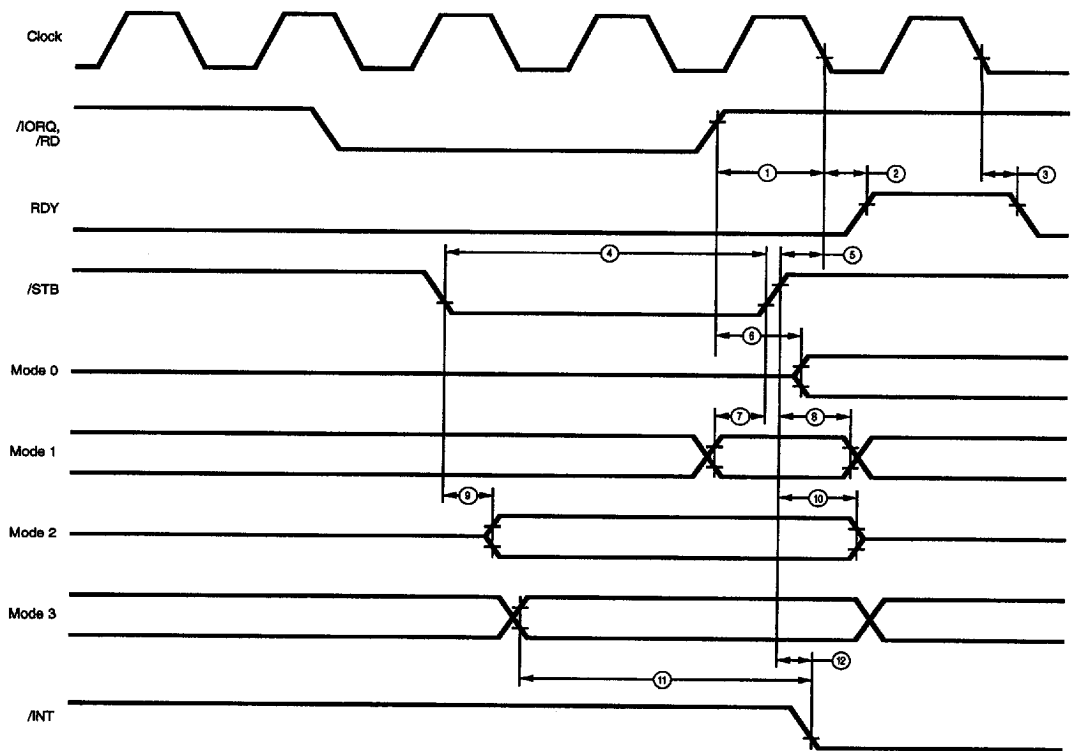 Clock
/IORQ,
/RD
1
2
3
RDY
4
5
/STB
6
Mode 0
7
8
Mode 1
9
10
Mode 2
Mode 3
12
11
/INT